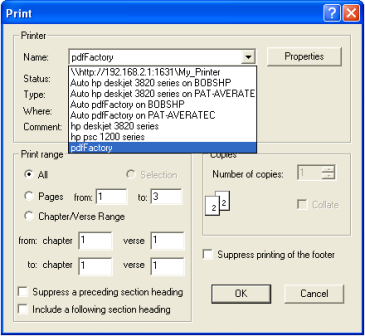 Print
Printer
Name: pdfFactory Properties
\\http://192.168.2.1:1631\My_Printer
Auto hp deskjet 3820 series on BOBSHP
Status:
Auto hp deskjet 3820 series on PAT-AVERATE
Type:
Auto pdfFactory on BOBSHP
Where:
Auto pdfFactory on PAT-AVERATEC
hp deskjet 3820 series
Comment:
hp psc 1200 series
pdfFactory
Print range
Copies
All Selection
Number of copies: 1
Pages from: 1 to: 3
1 1 2 2
Collate
Chapter/Verse Range
from: chapter 1 verse 1
to: chapter 1 verse 1
Suppress printing of the footer
Suppress a preceding section heading
Include a following section heading
OK Cancel